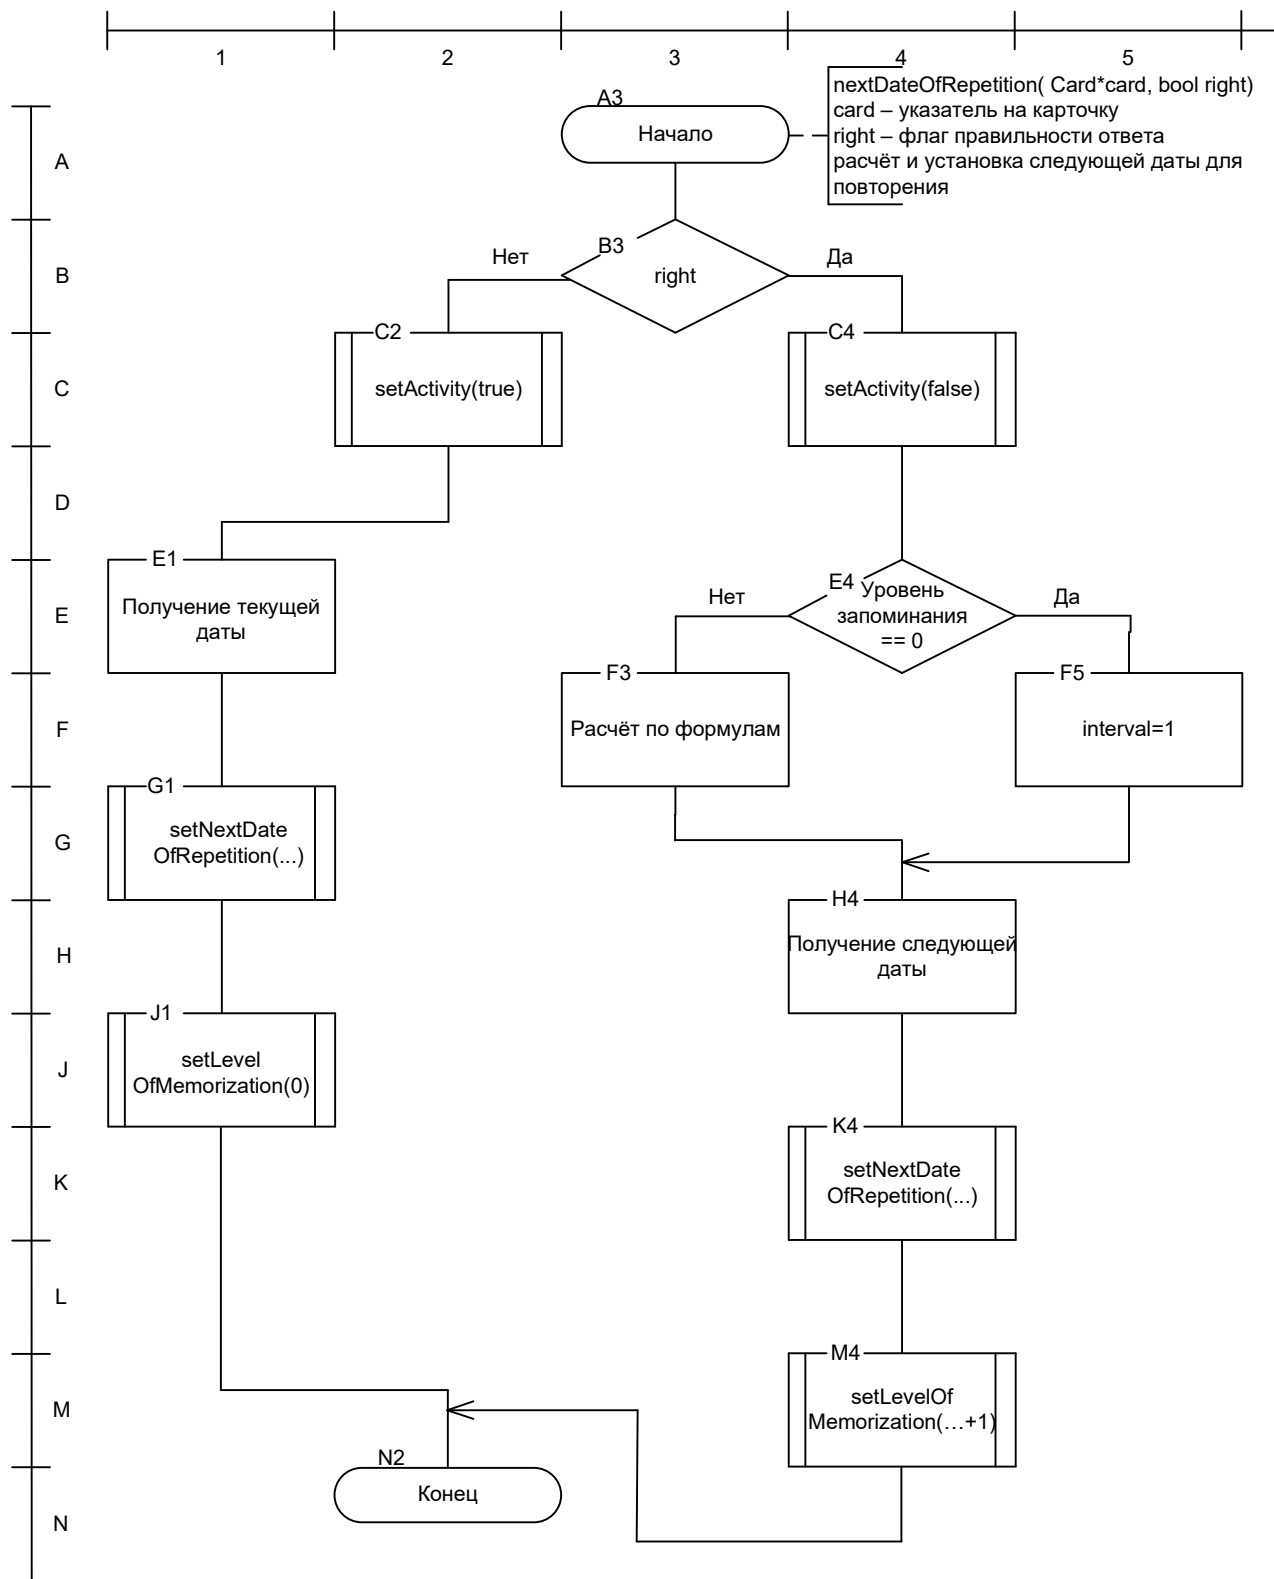 1
2
3
4
5
nextDateOfRepetition( Card*card, bool right)
card – указатель на карточку
right – флаг правильности ответа
расчёт и установка следующей даты для
повторения
A3
Начало
A
B3
Нет
Да
right
B
C2
C4
setActivity(true)
setActivity(false)
C
D
E1
Получение текущей
даты
E
E4
Нет
Да
Уровень
запоминания
== 0
F3
F5
Расчёт по формулам
interval=1
F
G1
setNextDate
OfRepetition(...)
G
H4
Получение следующей
даты
H
J1
setLevel
OfMemorization(0)
J
K4
setNextDate
OfRepetition(...)
K
L
M4
setLevelOf
Memorization(…+1)
M
N2
Конец
N